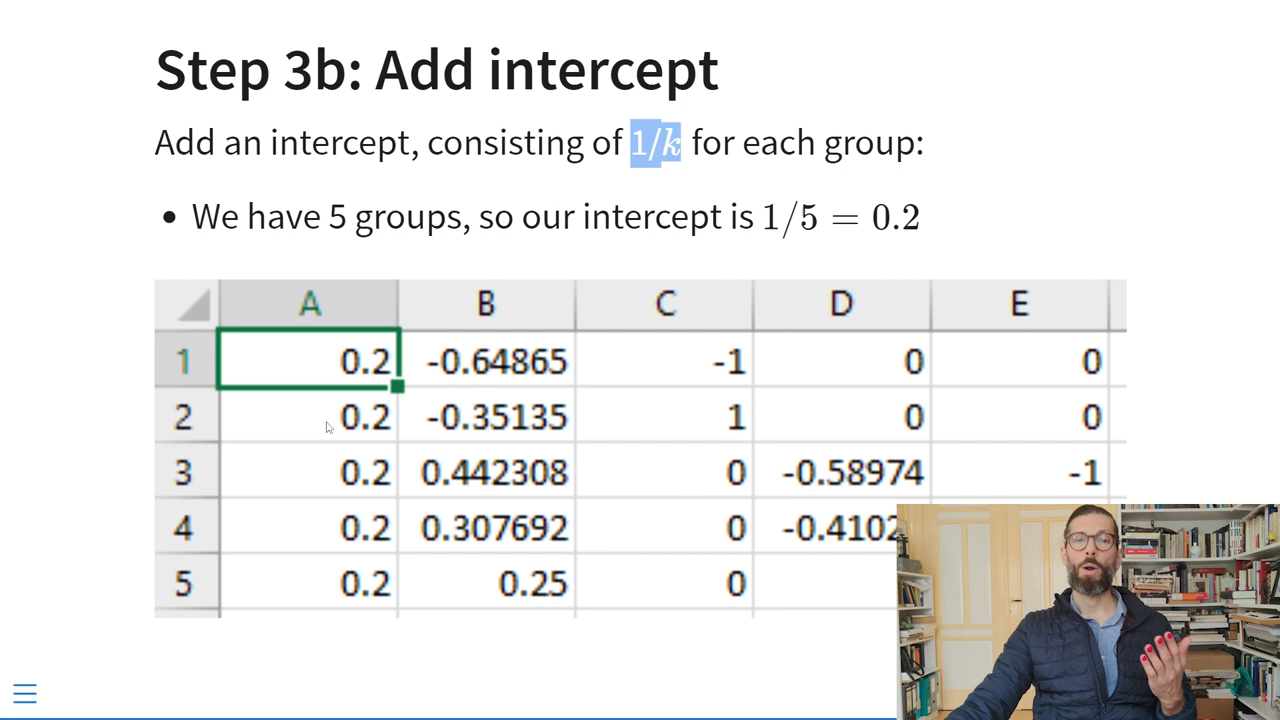 Step 3b: Add intercept
Add an intercept, consisting of 1/k for each group:
• We have 5 groups, so our intercept is 1/5 = 0.2
A B C D E
1 0.2 -0.64865 -1 0 0
2 0.2 -0.35135 1 0 0
3 0.2 0.442308 0 -0.58974 -1
4 0.2 0.307692 0 -0.4102
5 0.2 0.25 0